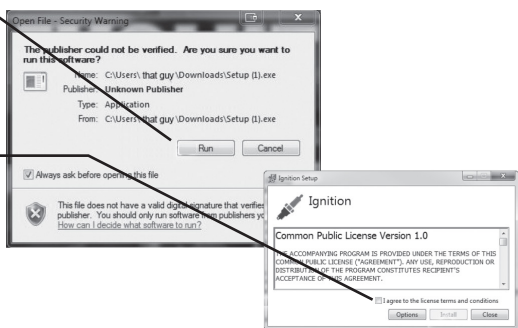 Open File - Security Warning
The publisher could not be verified. Are you sure you want to
run this software?
Name: C:\Users\ that guy \Downloads\Setup (1).exe
Publisher: Unknown Publisher
Type: Application
From: C:\Users\ that guy \Downloads\Setup (1).exe
Run Cancel
Always ask before opening this file
This file does not have a valid digital signature that verifies
publisher. You should only run software from publishers
How can I decide what software to run?
Ignition Setup
Ignition
Common Public License Version 1.0
THE ACCOMPANYING PROGRAM IS PROVIDED UNDER THE TERMS OF THIS
COMMON PUBLIC LICENSE ("AGREEMENT"). ANY USE, REPRODUCTION OR
DISTRIBUTION OF THE PROGRAM CONSTITUTES RECIPIENT'S
ACCEPTANCE OF THIS AGREEMENT.
I agree to the license terms and conditions
Options Install Close